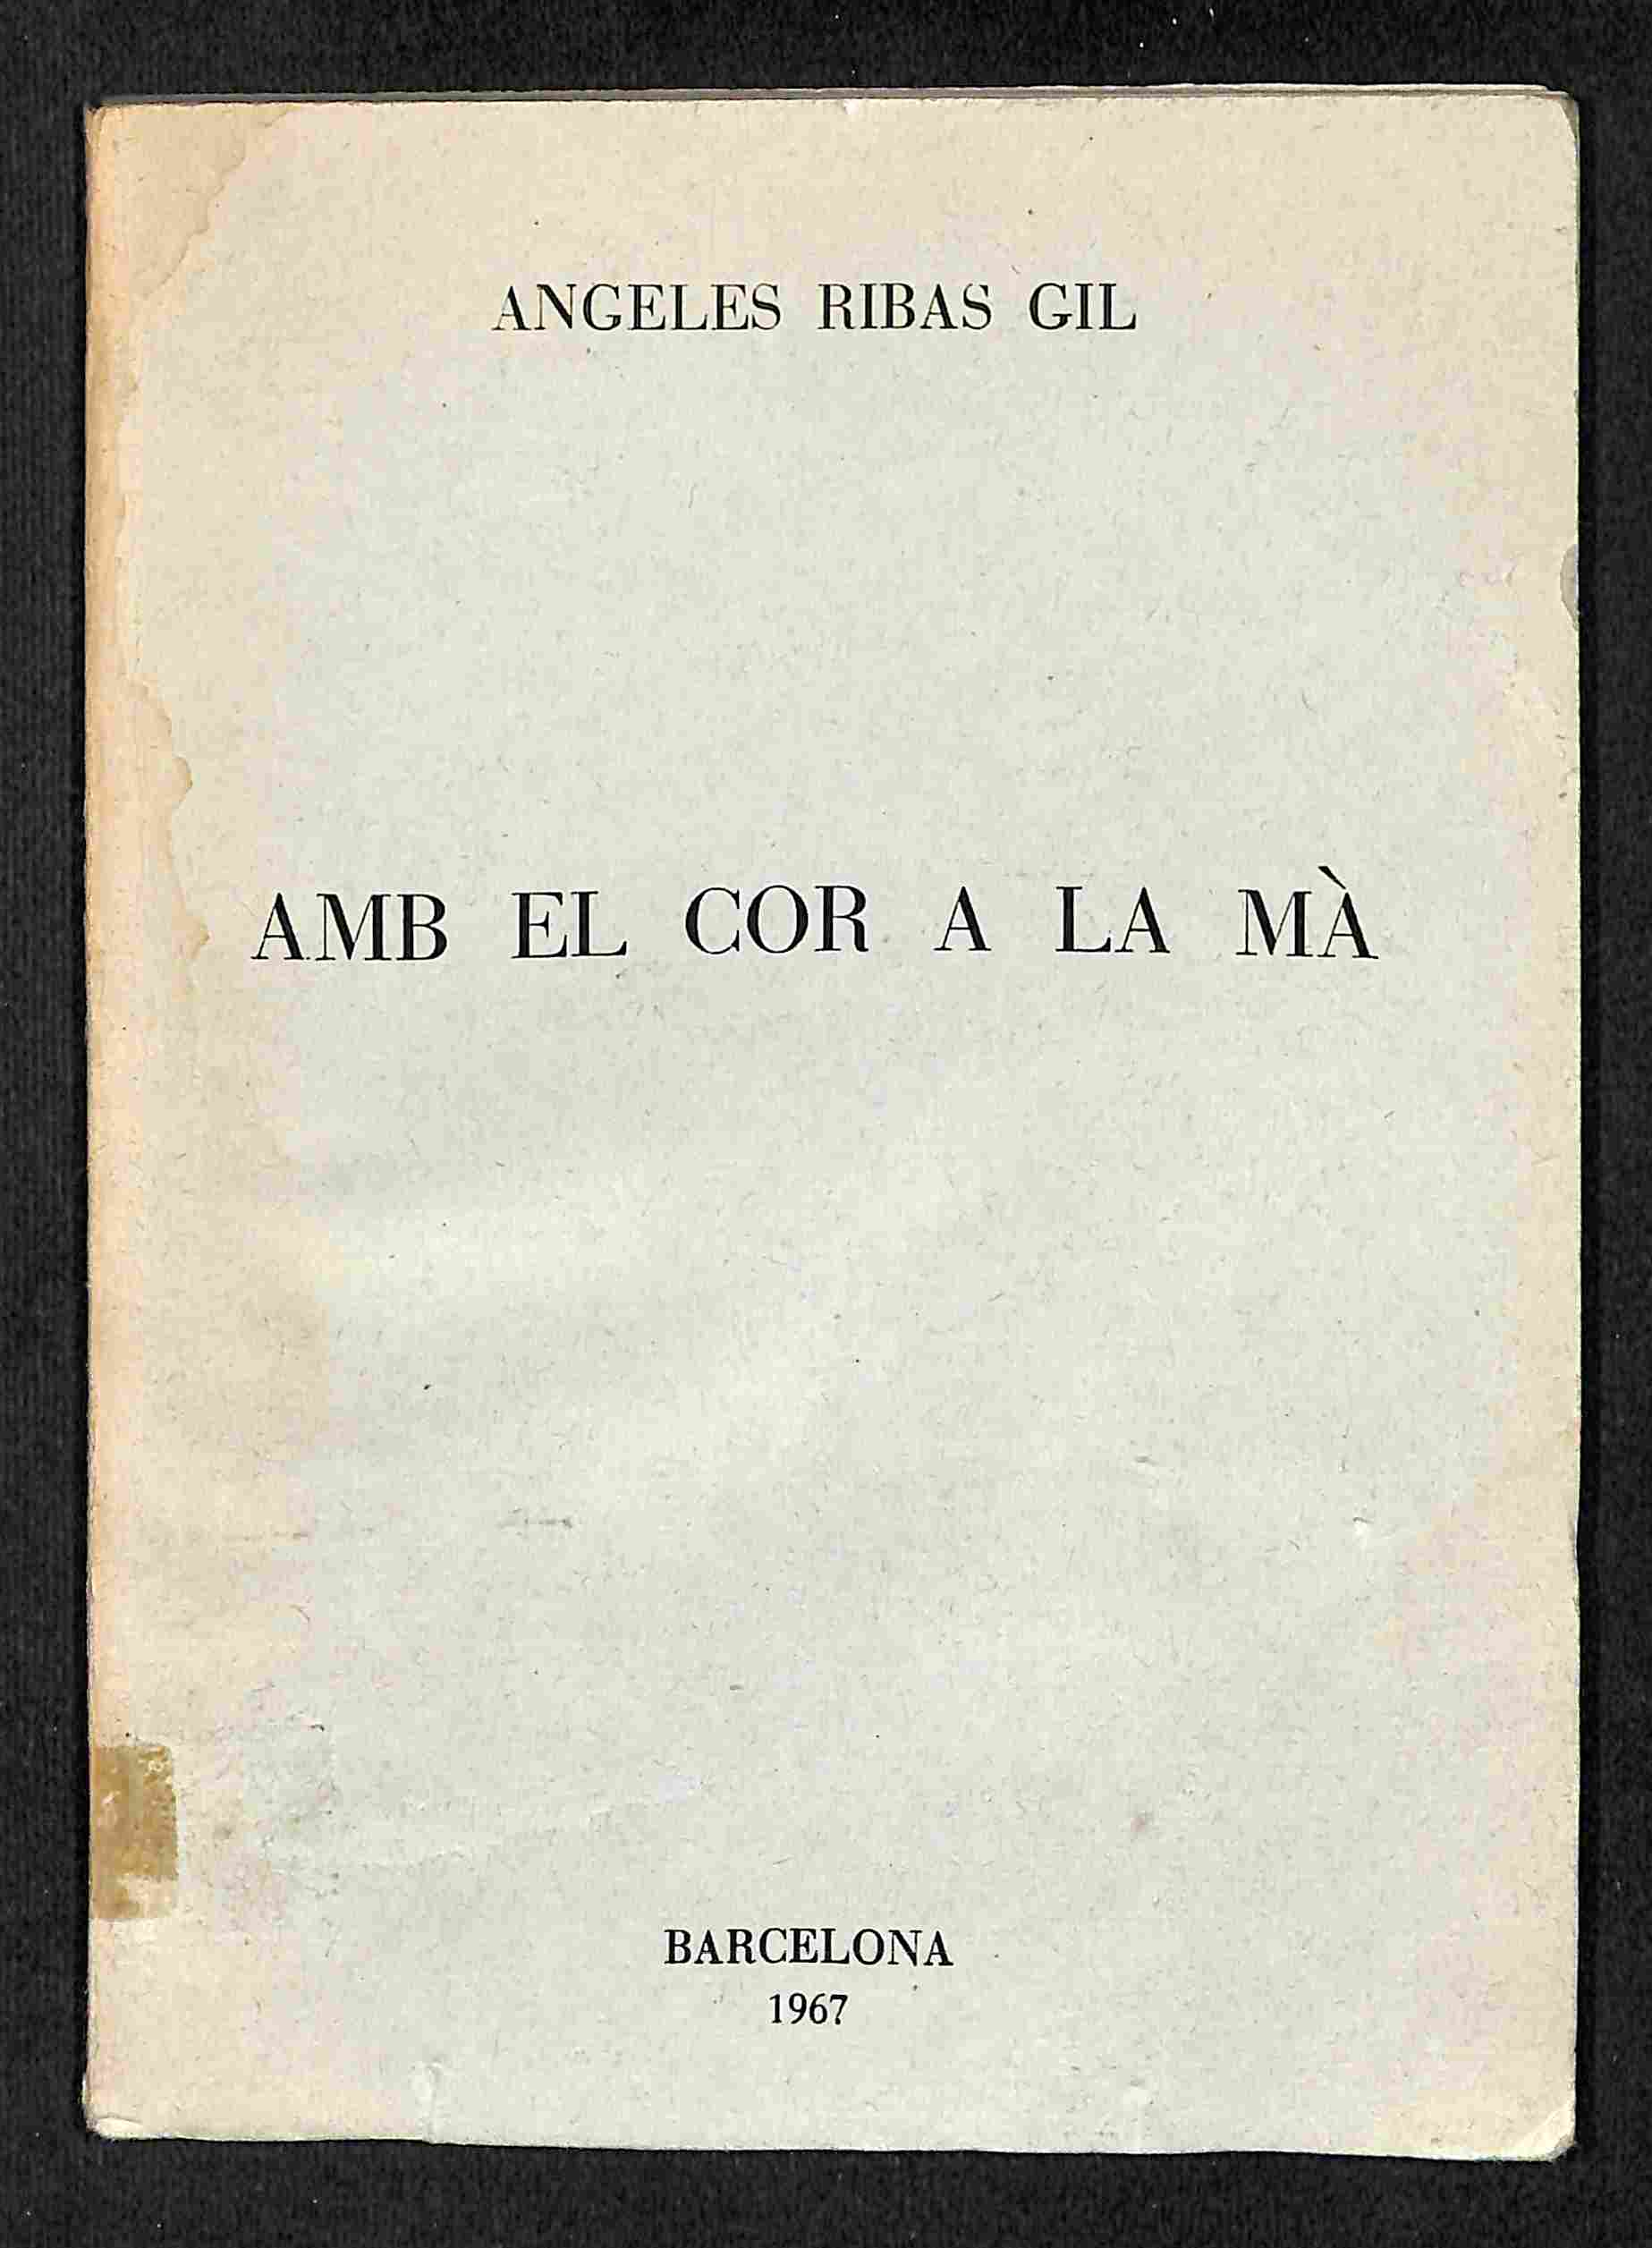 ANGELES RIBAS GIL
AMB EL COR A LA MÀ
BARCELONA
1967